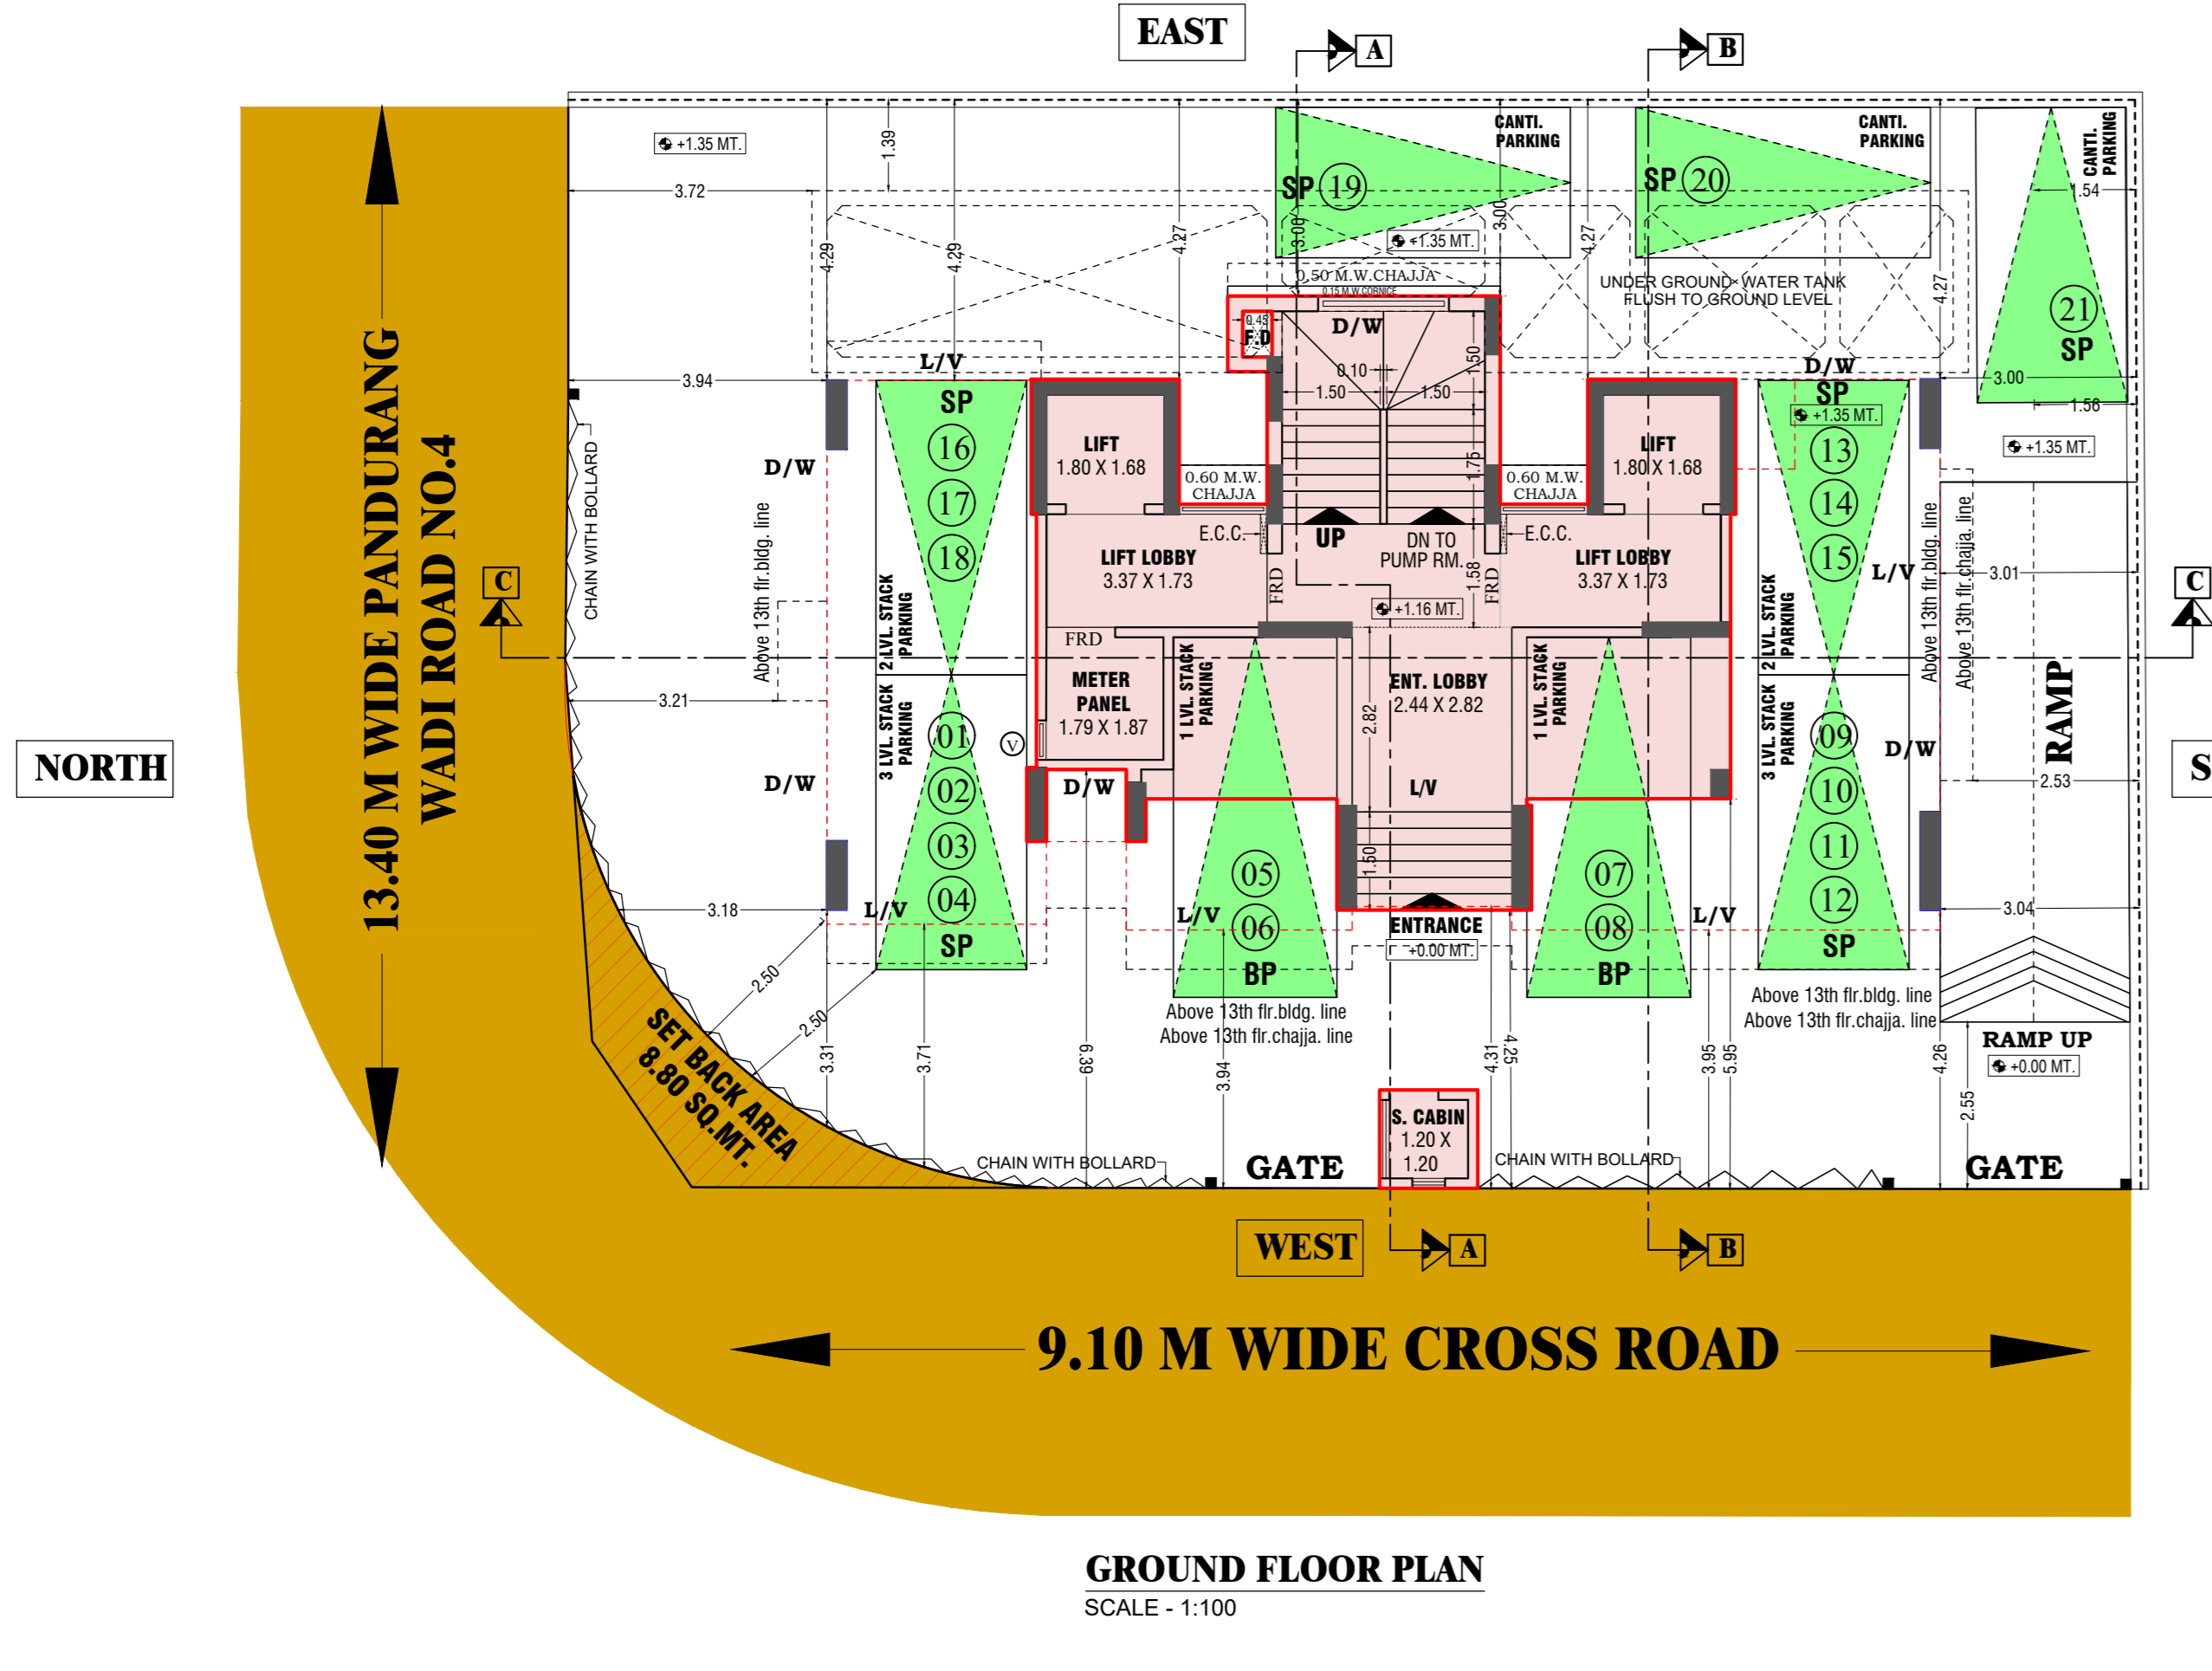 EAST
A
B
+1.35 MT.
1.39
3.72
4.29
4.29
4.27
3.00
3.00
4.27
4.27
CANTI.
PARKING
SP 19
+1.35 MT.
CANTI.
PARKING
SP 20
CANTI.
PARKING
1.54
21
SP
0.50 M.W.CHAJJA
0.15 M.W.CORNICE
UNDER GROUND WATER TANK
FLUSH TO GROUND LEVEL
0.45
F.D
D/W
0.10
1.50
1.50
1.50
1.75
L/V
3.94
3.00
1.56
+1.35 MT.
13.40 M WIDE PANDURANG
WADI ROAD NO.4
CHAIN WITH BOLLARD
D/W
Above 13th flr.bldg. line
SP
16
17
18
2 LVL. STACK
PARKING
LIFT
1.80 X 1.68
0.60 M.W.
CHAJJA
E.C.C.
LIFT LOBBY
3.37 X 1.73
FRD
UP
DN TO
PUMP RM.
1.58
FRD
+1.16 MT.
0.60 M.W.
CHAJJA
E.C.C.
LIFT
1.80 X 1.68
LIFT LOBBY
3.37 X 1.73
D/W
SP
+1.35 MT.
13
14
15
2 LVL. STACK
PARKING
L/V
Above 13th flr.bldg. line
Above 13th flr.chajja. line
3.01
C
C
RAMP
2.53
3.04
NORTH
S
3.21
D/W
3.18
3 LVL. STACK
PARKING
01
02
03
04
SP
L/V
V
FRD
METER
PANEL
1.79 X 1.87
D/W
1 LVL. STACK
PARKING
05
06
BP
L/V
ENT. LOBBY
2.44 X 2.82
2.82
L/V
1.50
ENTRANCE
+0.00 MT.
1 LVL. STACK
PARKING
07
08
BP
L/V
3 LVL. STACK
PARKING
09
10
11
12
SP
D/W
Above 13th flr.bldg. line
Above 13th flr.chajja. line
Above 13th flr.bldg. line
Above 13th flr.chajja. line
RAMP UP
+0.00 MT.
2.50
2.50
3.31
3.71
6.39
3.94
4.31
4.25
3.95
5.95
4.26
2.55
SET BACK AREA
8.80 SQ.MT.
S. CABIN
1.20 X
1.20
CHAIN WITH BOLLARD
GATE
CHAIN WITH BOLLARD
GATE
WEST
A
B
9.10 M WIDE CROSS ROAD
GROUND FLOOR PLAN
SCALE - 1:100